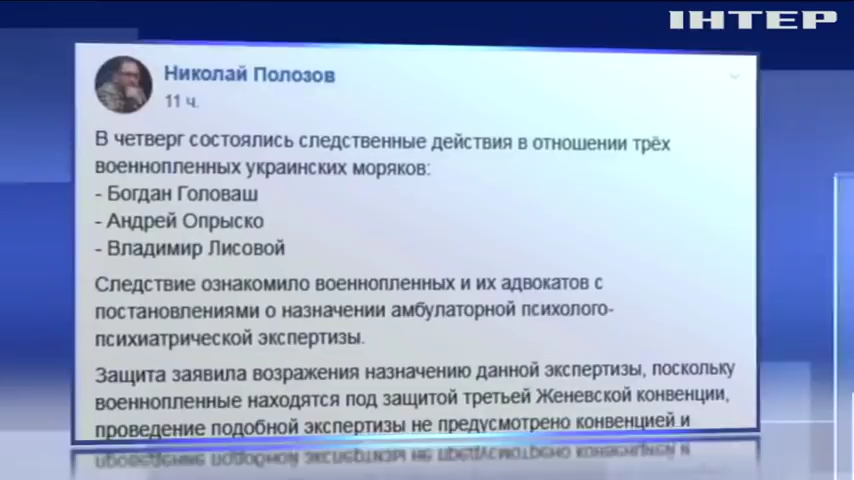 ІНТЕР
Николай Полозов
11 ч.
В четверг состоялись следственные действия в отношении трёх
военнопленных украинских моряков:
- Богдан Головаш
- Андрей Опрыско
- Владимир Лисовой
Следствие ознакомило военнопленных и их адвокатов с
постановлениями о назначении амбулаторной психолого-
психиатрической экспертизы.
Защита заявила возражения назначению данной экспертизы, поскольку
военнопленные находятся под защитой третьей Женевской конвенции,
проведение подобной экспертизы не предусмотрено конвенцией и